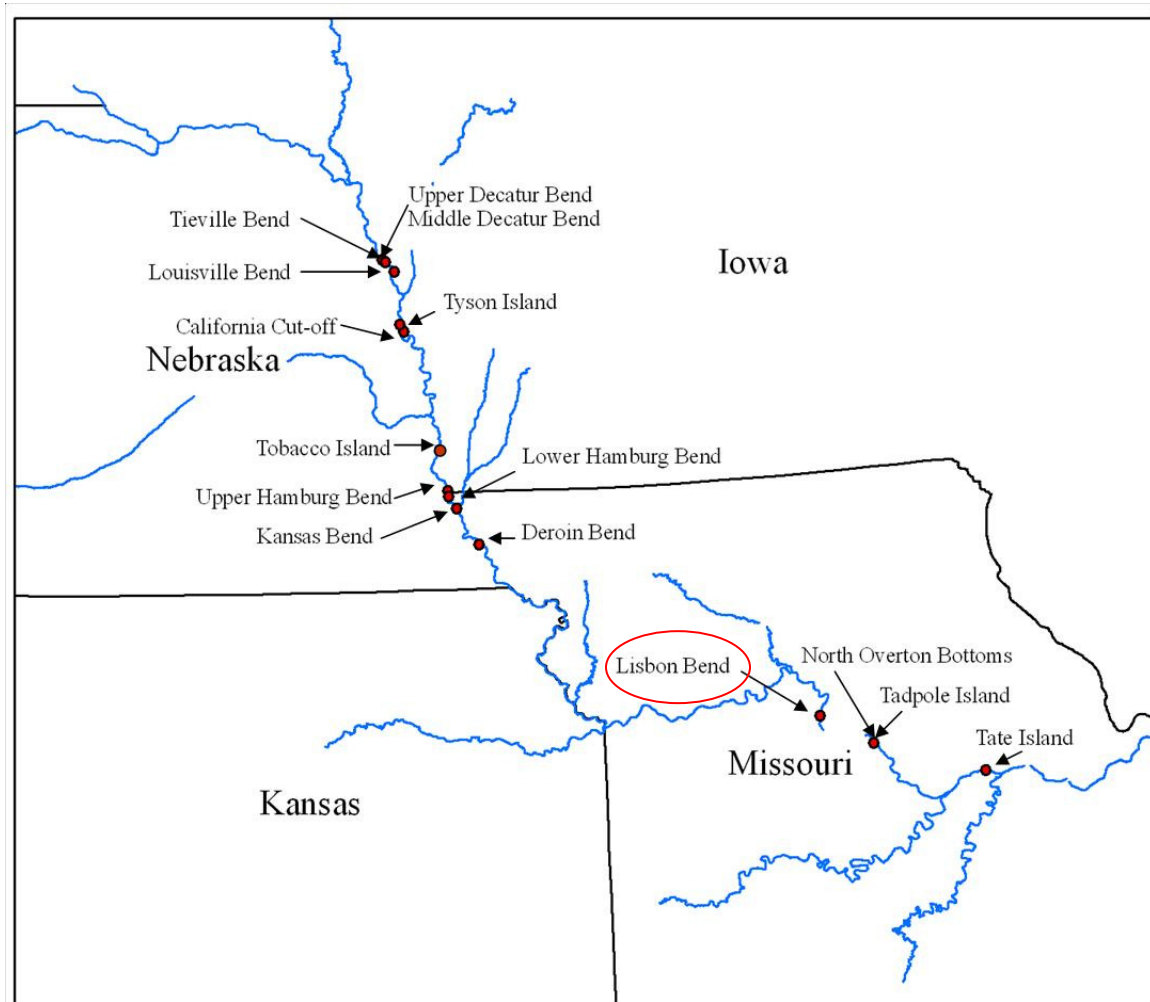 Upper Decatur Bend
Middle Decatur Bend
Tieville Bend
Iowa
Louisville Bend
Tyson Island
California Cut-off
Nebraska
Tobacco Island
Lower Hamburg Bend
Upper Hamburg Bend
Kansas Bend
Deroin Bend
North Overton Bottoms
Lisbon Bend
Tadpole Island
Tate Island
Missouri
Kansas